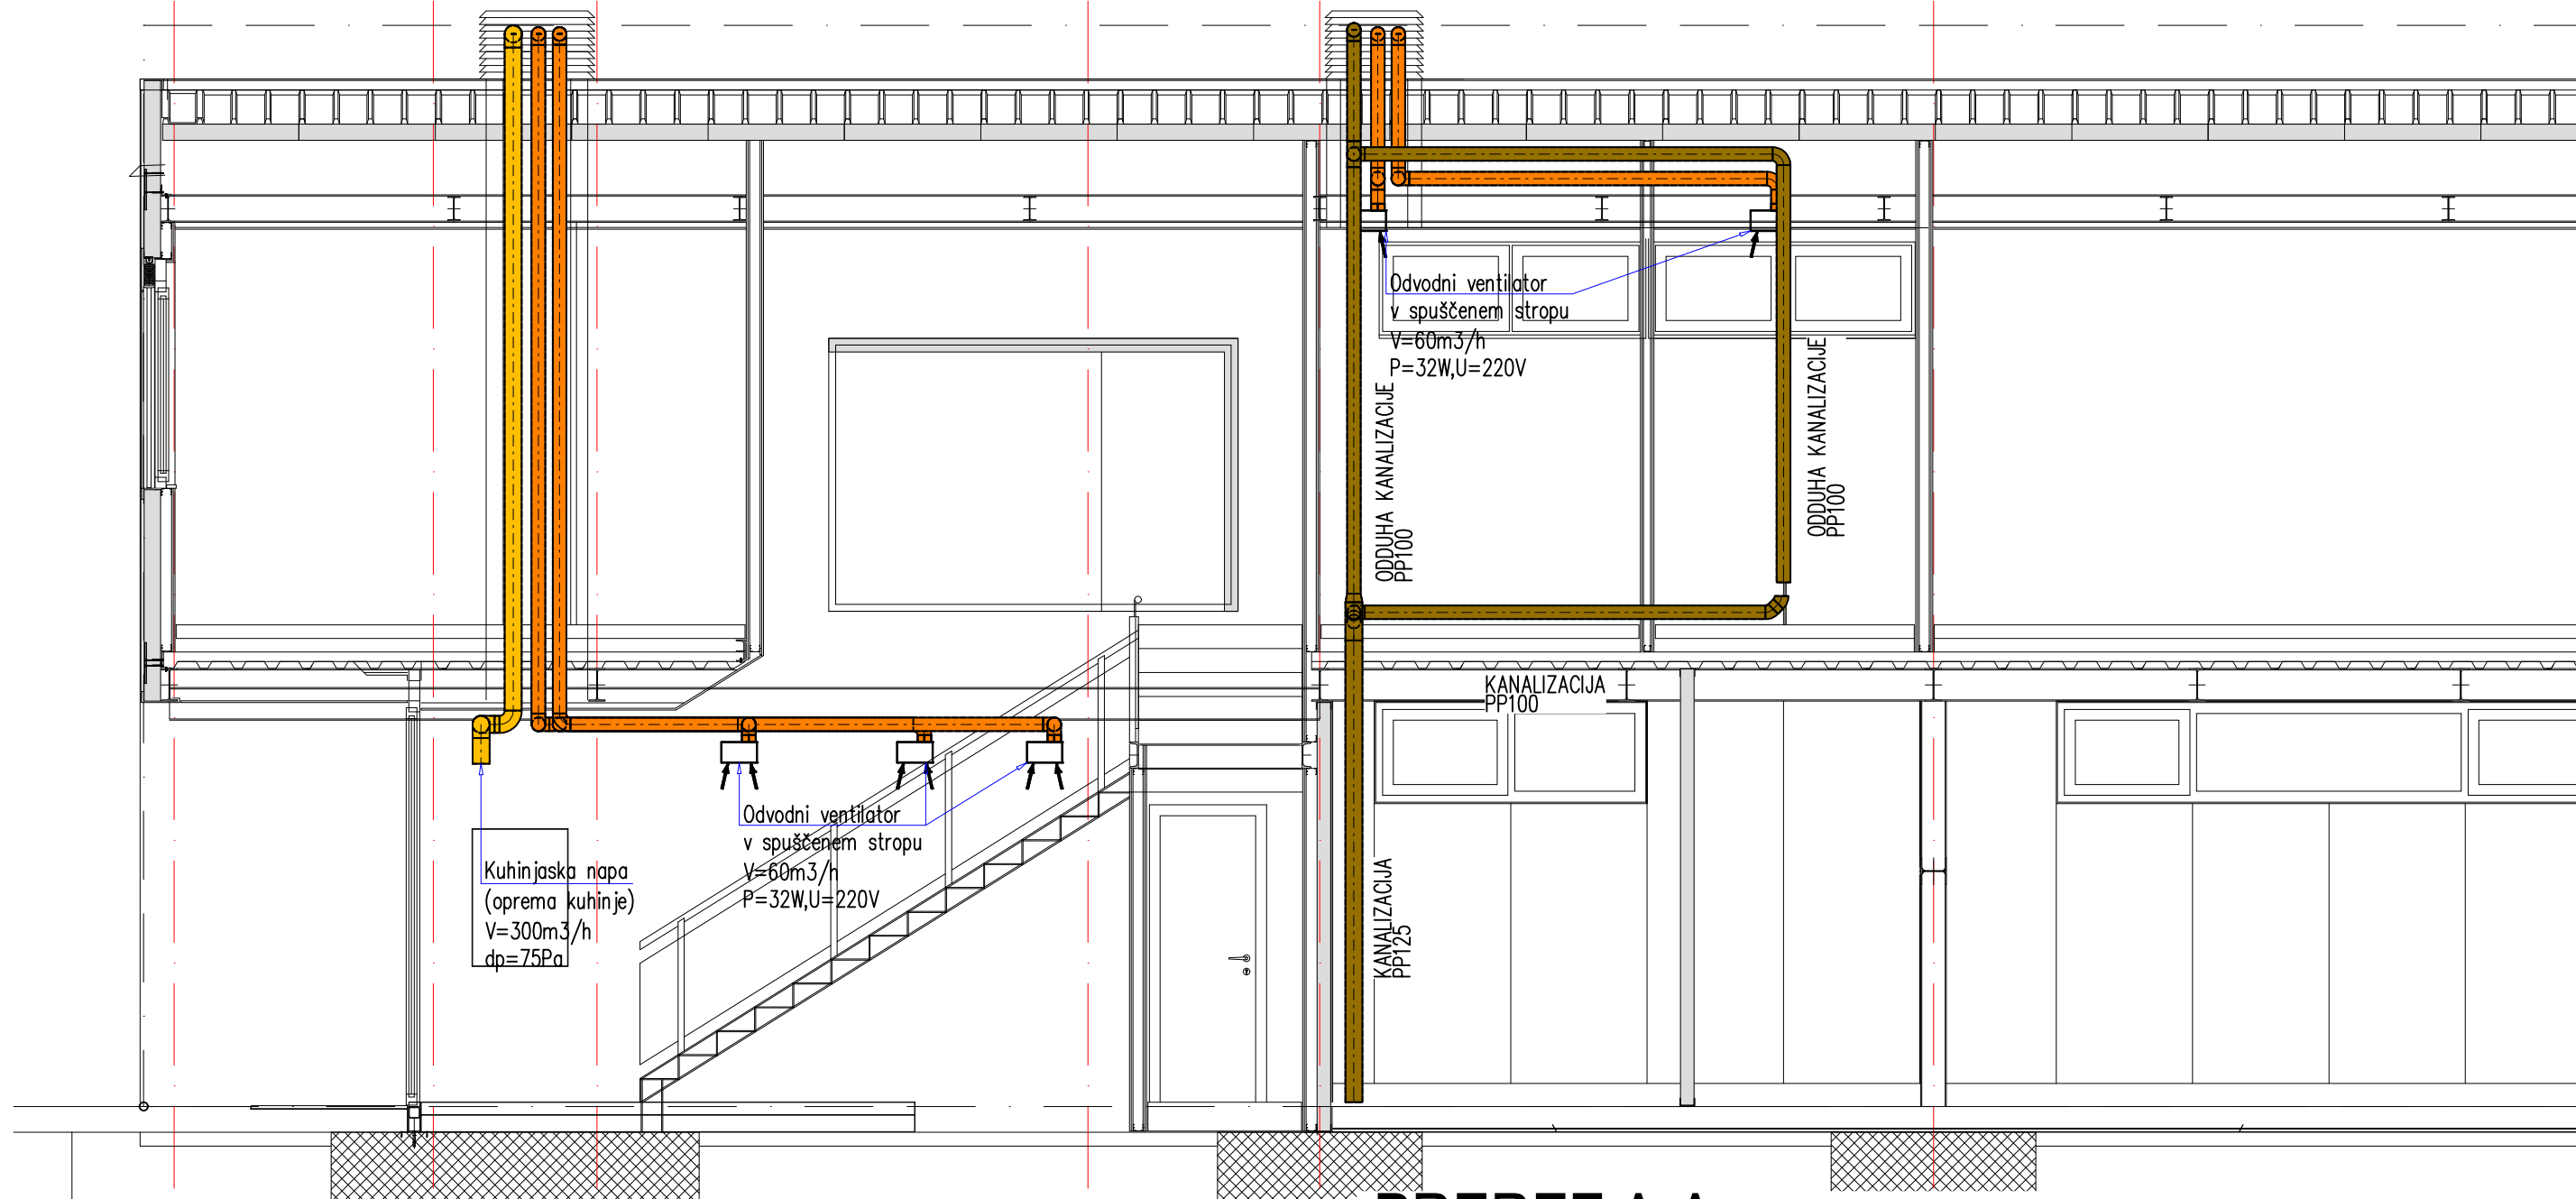 Odvodni ventilator
v spuščenem stropu
V=60m3/h
P=32W,U=220V
ODDUHA KANALIZACIJE
PP100
ODDUHA KANALIZACIJE
PP100
KANALIZACIJA
PP100
Odvodni ventilator
v spuščenem stropu
V=60m3/h
P=32W,U=220V
Kuhinjaska napa
(oprema kuhinje)
V=300m3/h
dp=75Pa
KANALIZACIJA
PP125